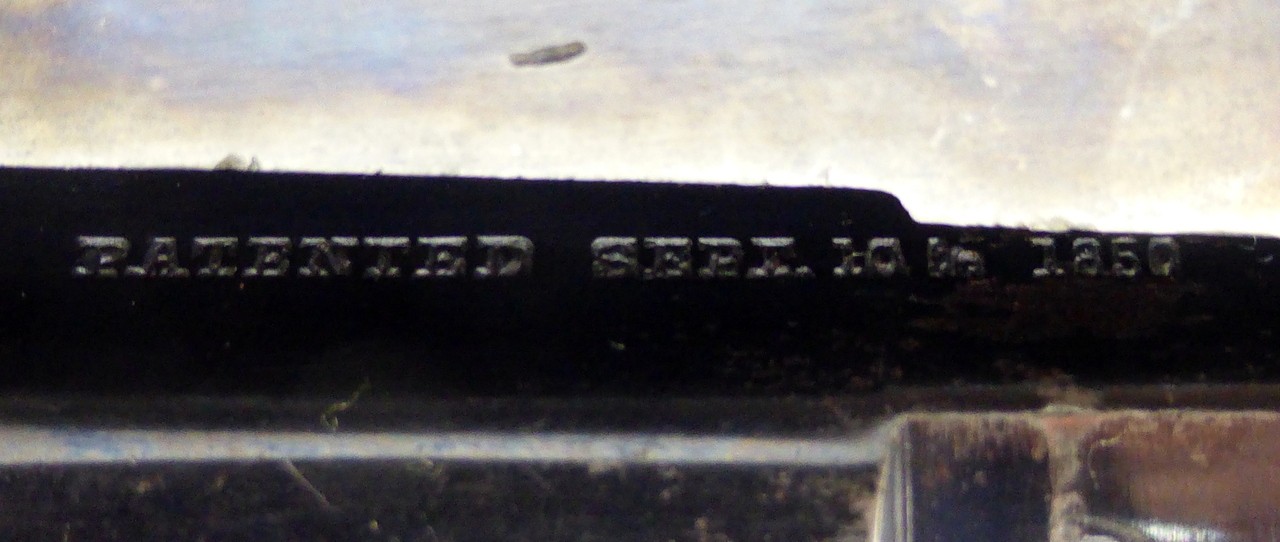 PATENTED SEPT. 10th 1850